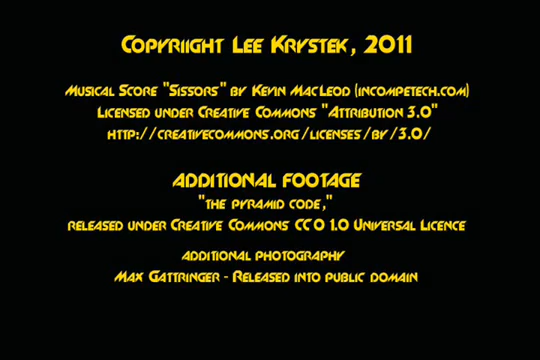 Copyriight Lee Krystek, 2011
Musical Score "Sissors" by Kevin MacLeod (incompetech.com)
Licensed under Creative Commons "Attribution 3.0"
http://creativecommons.org/licenses/by/3.0/
ADDITIONAL FOOTAGE
"the pyramid code,"
released under Creative Commons CC0 1.0 Universal Licence
additional photography
Max Gattringer - Released into public domain